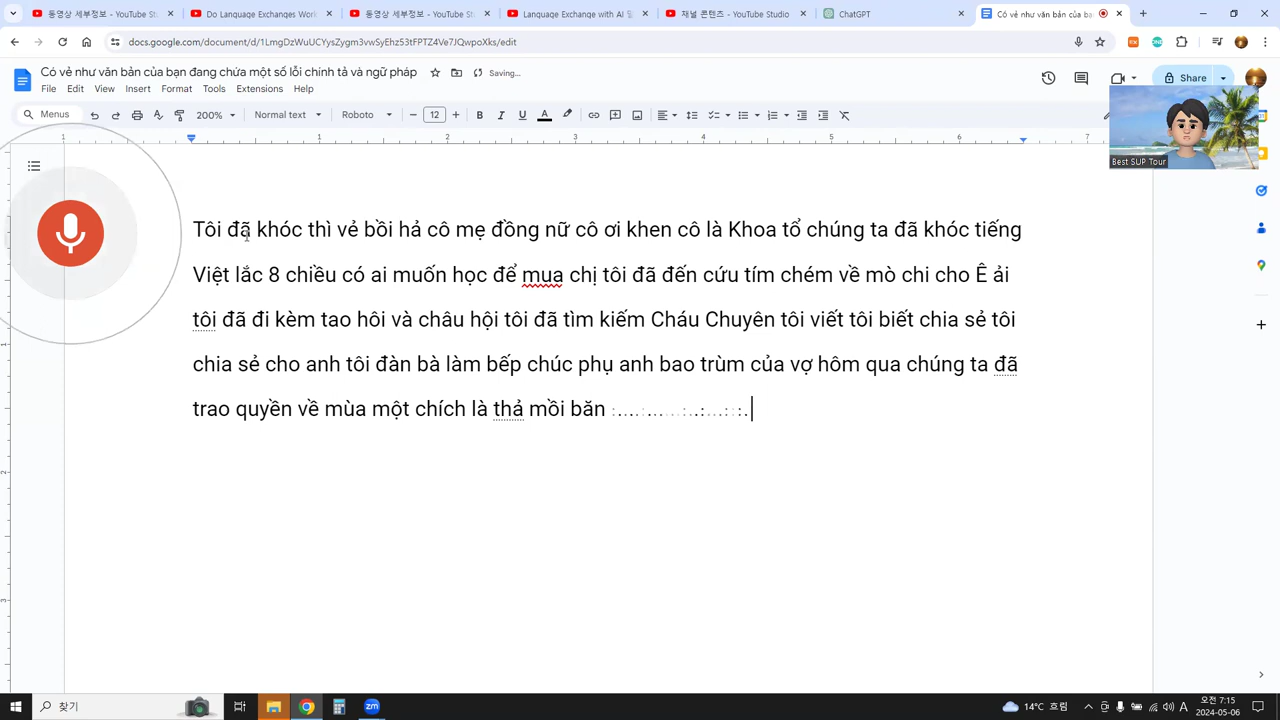 동영상 세부정보 - YouTube St
Do Language Exchanges Work
동영상 세부정보 - YouTube St
Language Exchange with AI 일
채널 콘텐츠 - YouTube Studio
ChatGPT
Có vẻ như văn bản của bạ
docs.google.com/document/d/1LmgDzWuUCYysZygm3vwSyEhz53tFPTZ4Ve7JQwpoXks/edit
Có vẻ như văn bản của bạn đang chứa một số lỗi chính tả và ngữ pháp
Saving...
File Edit View Insert Format Tools Extensions Help
Share
Menus
200%
Normal text
Roboto
12
Best SUP Tour
Tôi đã khóc thì vẻ bồi hả cô mẹ đồng nữ cô ơi khen cô là Khoa tổ chúng ta đã khóc tiếng
Việt lắc 8 chiều có ai muốn học để mua chị tôi đã đến cứu tím chém về mò chi cho Ê ải
tôi đã đi kèm tao hôi và châu hội tôi đã tìm kiếm Cháu Chuyên tôi viết tôi biết chia sẻ tôi
chia sẻ cho anh tôi đàn bà làm bếp chúc phụ anh bao trùm của vợ hôm qua chúng ta đã
trao quyền về mùa một chích là thả mồi băn
찾기
14°C 흐림
오전 7:15
2024-05-06